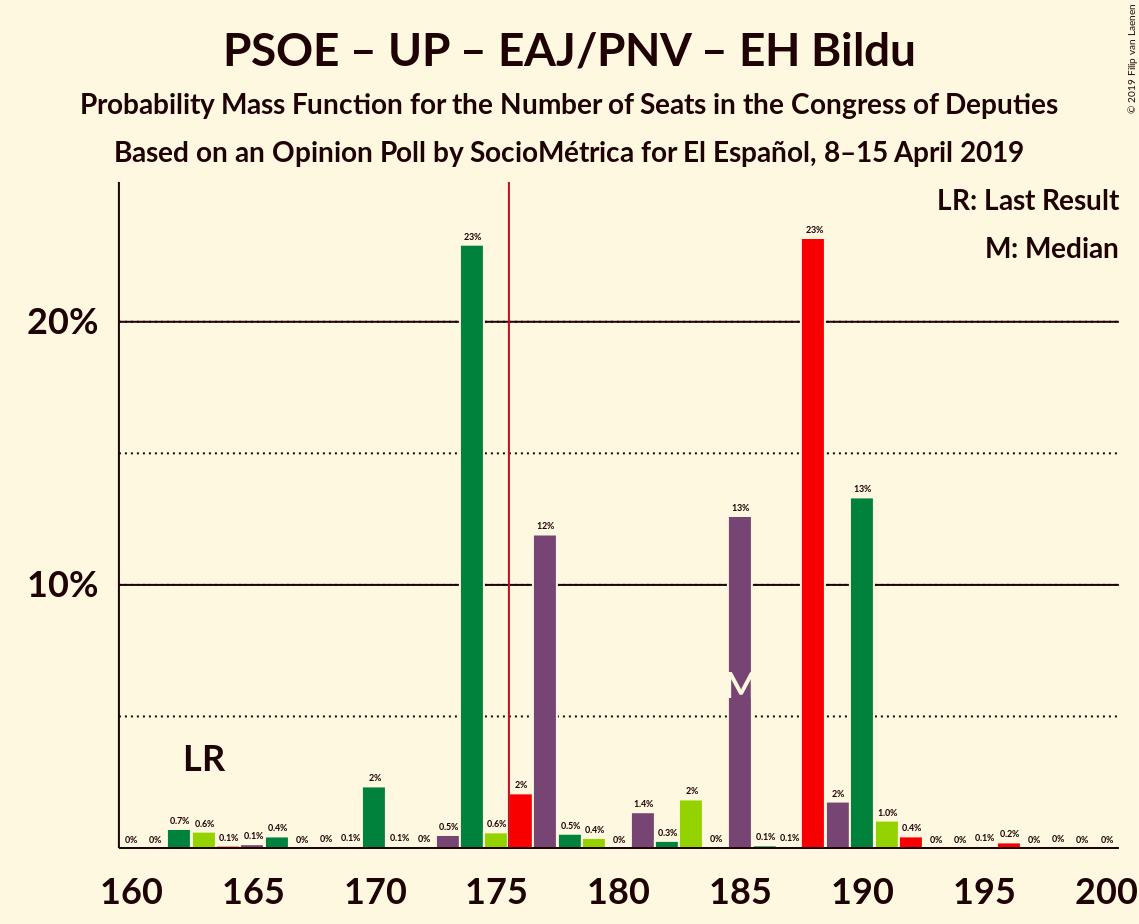 PSOE – UP – EAJ/PNV – EH Bildu
Probability Mass Function for the Number of Seats in the Congress of Deputies
Based on an Opinion Poll by SocioMétrica for El Español, 8–15 April 2019
© 2019 Filip van Laenen
LR: Last Result
M: Median
20%
10%
0% 0% 0.7% 0.6% 0.1% 0.1% 0.4% 0% 0% 0.1% 2% 0.1% 0% 0.5% 23% 0.6% 2% 12% 0.5% 0.4% 0% 1.4% 0.3% 2% 0% 13% 0.1% 0.1% 23% 2% 13% 1.0% 0.4% 0% 0% 0.1% 0.2% 0% 0% 0% 0%
LR
M
160 165 170 175 180 185 190 195 200